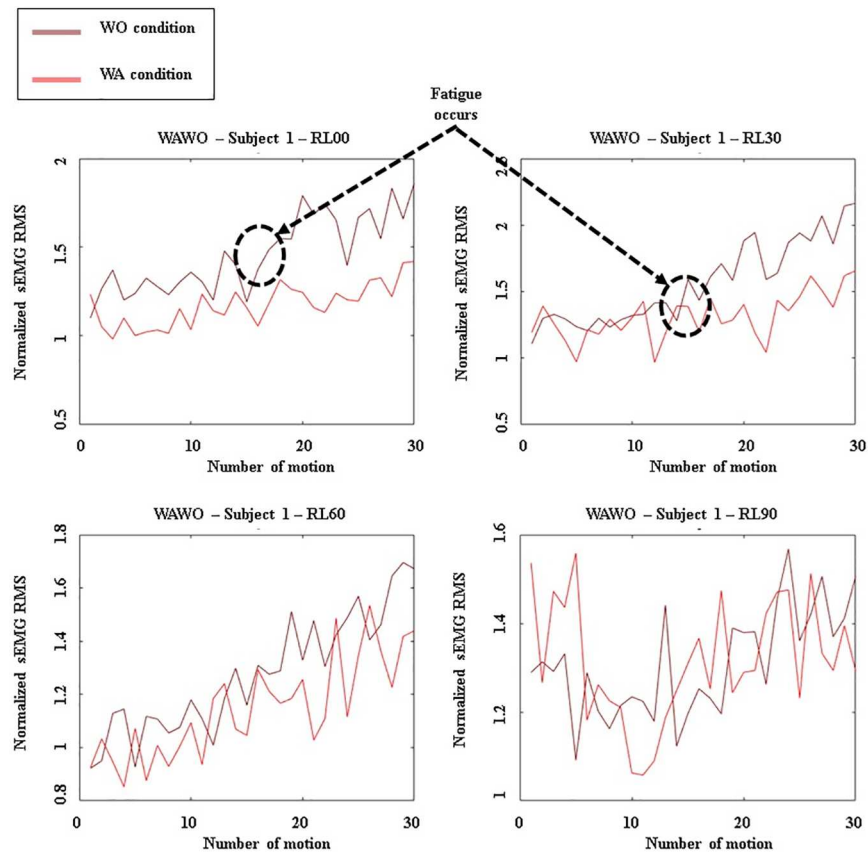 WO condition
WA condition
Fatigue
occurs
WAWO – Subject 1 – RL00
Normalized sEMG RMS
2
1.5
1
0.5
0 10 20 30
Number of motion
WAWO – Subject 1 – RL30
Normalized sEMG RMS
2.5
2
1.5
1
0.5
0 10 20 30
Number of motion
WAWO – Subject 1 – RL60
Normalized sEMG RMS
1.8
1.6
1.4
1.2
1
0.8
0 10 20 30
Number of motion
WAWO – Subject 1 – RL90
Normalized sEMG RMS
1.6
1.4
1.2
1
0 10 20 30
Number of motion